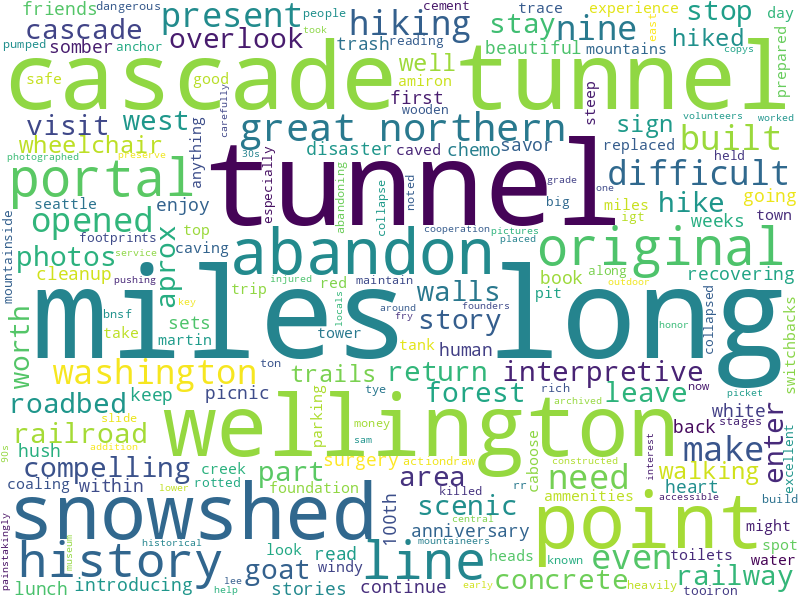 friends dangerous present hiking nine stop people cement trace experience day
cascade pumped anchor somber overlook took trash reading stay beautiful mountains hiked east copys prepared
cascade tunnel
safe good well amiron first wooden steep volunteers worked
visit west great northern sign built
wheelchair anything carefully 30s disaster caved chemo savor replaced held
photographed preserve especially abandoning collapse noted grade one difficult
portal tunnel
seattle enjoy big miles igt going town
opened footprints top cooperation pictures placed hike weeks
mountainside photos aprox caving service abandon original
cleanup pushing trip red injured maintain key book along outdoor recovering
miles long
worth bnsf take sets martin locals around founders walls pit collapsed honor switchbacks
tower fry story tank human
washington ton trails return interpretive rich now picket
roadbed keep picnic tye forest leave archived white stages
railroad slide parking money wellington back enter
90s hush addition sam constructed make excellent
compelling creek surgery actiondraw caboose need interest accessible walking build
coaling within rotted part killed rr area heart
snowshed lower foundation 100th scenic ammenities point might
central anniversary mountaineers even toilets spot
painstakingly history museum historical goat look read line heads known water
lunch introducing lee help stories windy continue early concrete heavily railway tooiron